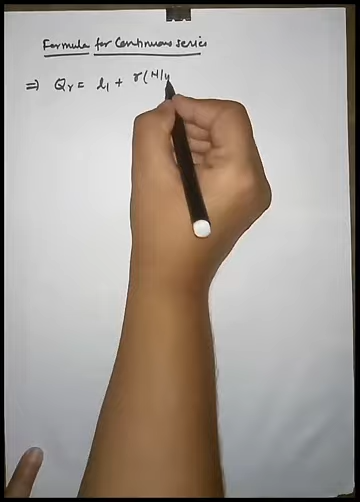 Formula for Continuous series
⇒ Qr = l1 + r(N/4